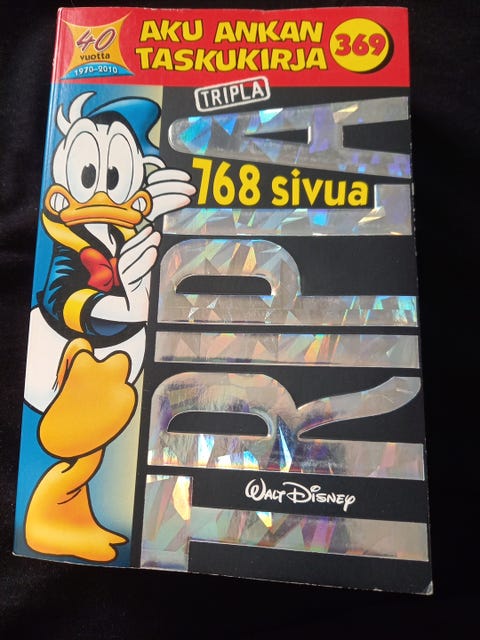 40
vuotta
1970-2010
AKU ANKAN
TASKUKIRJA
369
TRIPLA
768 sivua
TRIPLA
WALT DISNEY